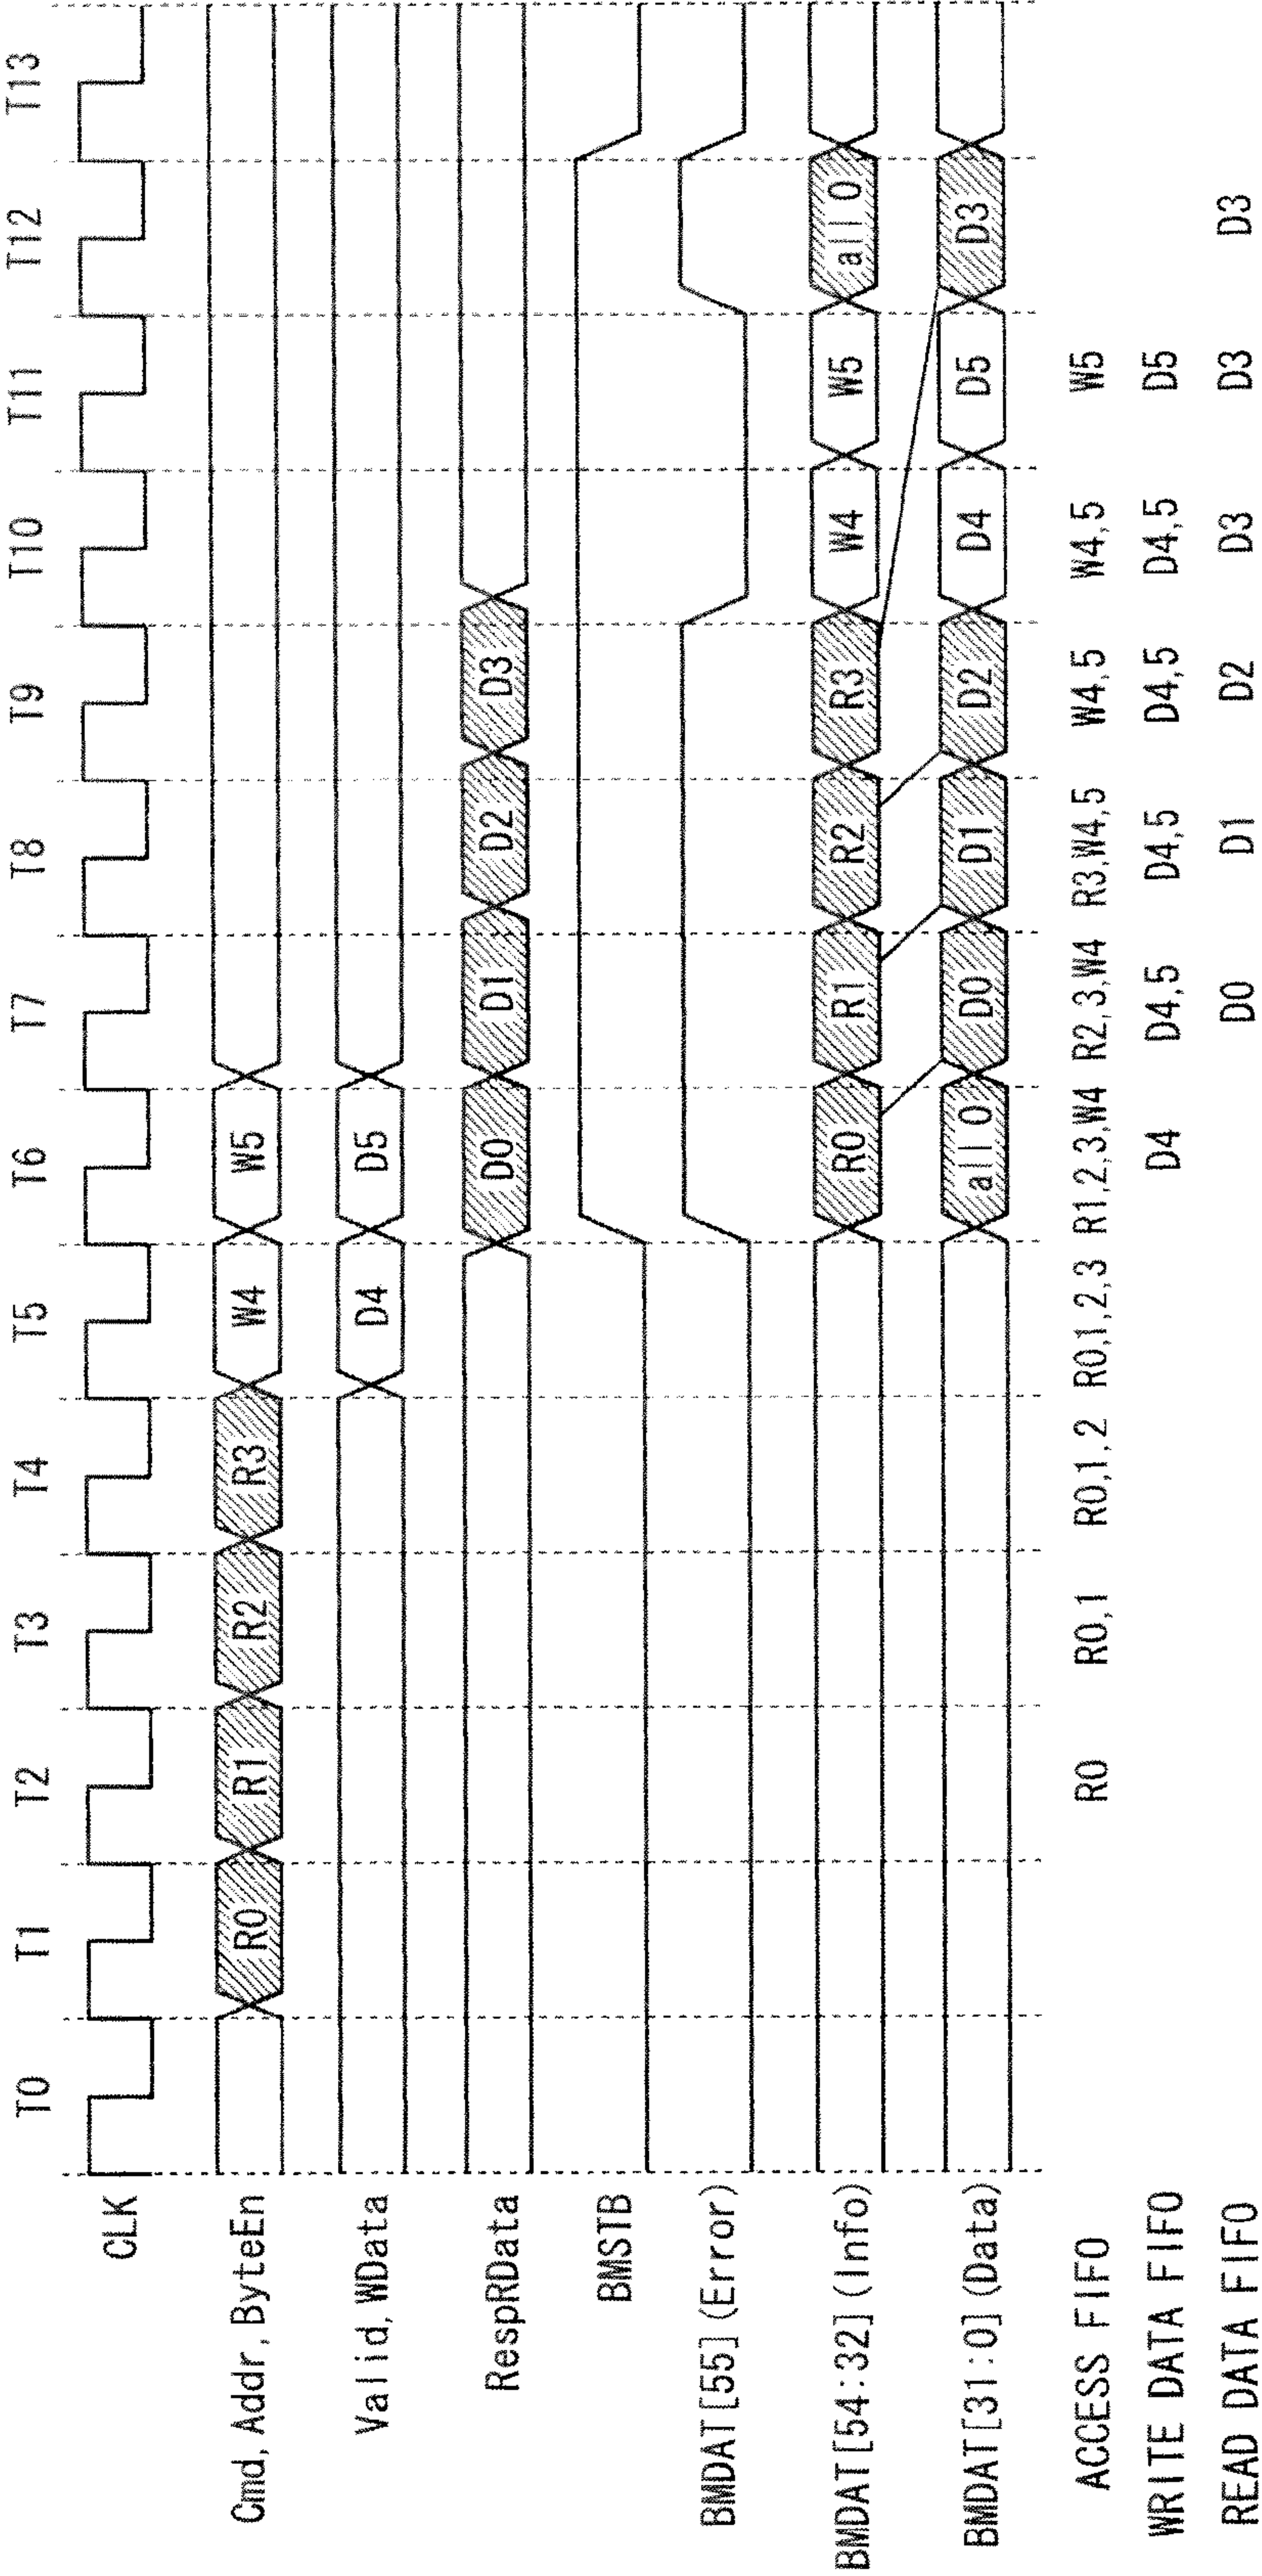 T0 T1 T2 T3 T4 T5 T6 T7 T8 T9 T10 T11 T12 T13
CLK
Cmd, Addr, ByteEn R0 R1 R2 R3 W4 W5
Valid, WData D4 D5
RespRData D0 D1 D2 D3
BMSTB
BMDAT[55] (Error)
BMDAT[54:32] (Info) R0 R1 R2 R3 W4 W5 all 0
BMDAT[31:0] (Data) all 0 D0 D1 D2 D4 D5 D3
ACCESS FIFO R0 R0,1 R0,1,2 R0,1,2,3 R1,2,3,W4 R2,3,W4 R3,W4,5 W4,5 W4,5 W5
WRITE DATA FIFO D4 D4,5 D4,5 D4,5 D4,5 D5
READ DATA FIFO D0 D1 D2 D3 D3 D3